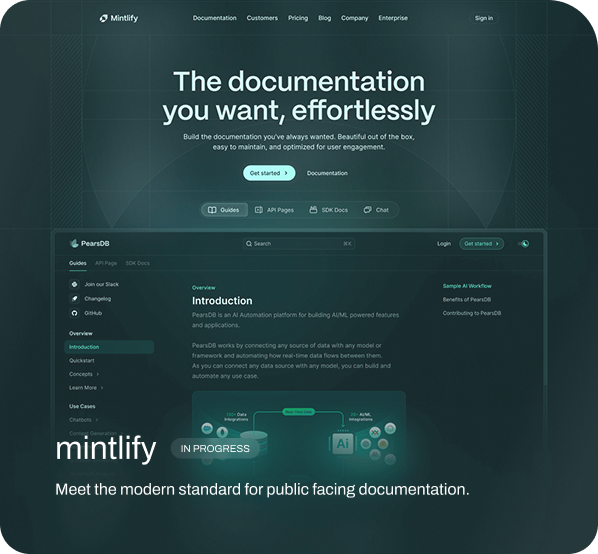 Mintlify
Documentation Customers Pricing Blog Company Enterprise
Sign in
The documentation
you want, effortlessly
Build the documentation you've always wanted. Beautiful out of the box,
easy to maintain, and optimized for user engagement.
Get started
Documentation
Guides
API Pages
SDK Docs
Chat
PearsDB
Search
⌘K
Login
Get started
Guides API Page SDK Docs
Join our Slack
Changelog
GitHub
Overview
Introduction
Quickstart
Concepts
Learn More
Use Cases
Chatbots
Content Generation
Overview
Introduction
PearsDB is an AI Automation platform for building AI/ML powered features
and applications.
PearsDB works by connecting any source of data with any model or
framework and automating how real-time data flows between them.
As you can connect any data source with any model, you can build and
automate any use case.
Sample AI Workflow
Benefits of PearsDB
Contributing to PearsDB
Data
Integrations
AI/ML
Integrations
Ai
mintlify
IN PROGRESS
Meet the modern standard for public facing documentation.